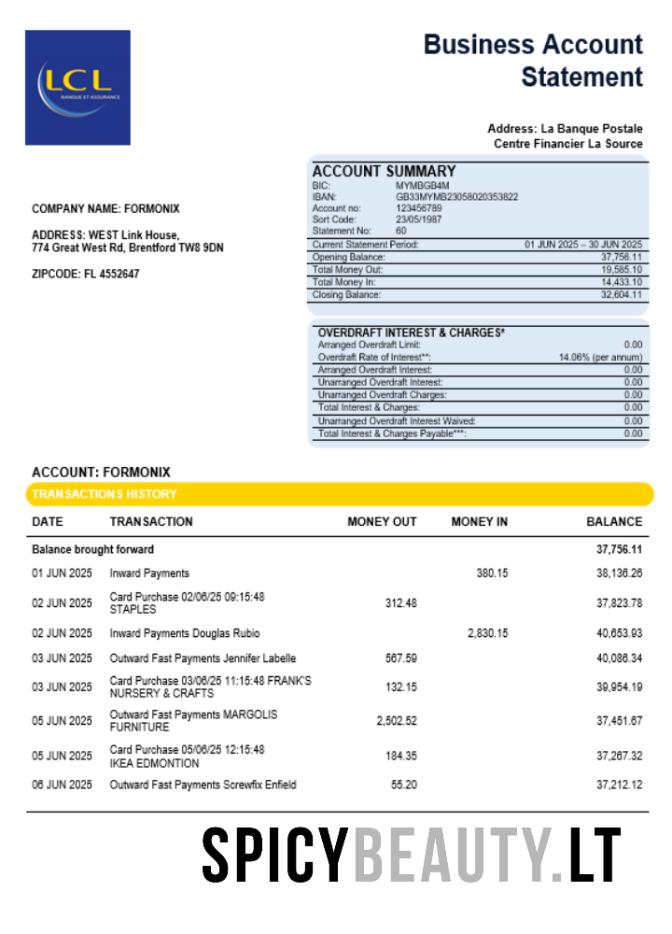 LCL
BANQUE ET ASSURANCE
Business Account
Statement
Address: La Banque Postale
Centre Financier La Source
COMPANY NAME: FORMONIX
ADDRESS: WEST Link House,
774 Great West Rd, Brentford TW8 9DN
ZIPCODE: FL 4552647
ACCOUNT SUMMARY
BIC: MYMBGB4M
IBAN: GB33MYMB23058020353822
Account no: 123456789
Sort Code: 23/05/1987
Statement No: 60
Current Statement Period: 01 JUN 2025 – 30 JUN 2025
Opening Balance: 37,756.11
Total Money Out: 19,585.10
Total Money In: 14,433.10
Closing Balance: 32,604.11
OVERDRAFT INTEREST & CHARGES*
Arranged Overdraft Limit: 0.00
Overdraft Rate of Interest**: 14.06% (per annum)
Arranged Overdraft Interest: 0.00
Unarranged Overdraft Interest: 0.00
Unarranged Overdraft Charges: 0.00
Total Interest & Charges: 0.00
Unarranged Overdraft Interest Waived: 0.00
Total Interest & Charges Payable***: 0.00
ACCOUNT: FORMONIX
TRANSACTIONS HISTORY
DATE TRANSACTION MONEY OUT MONEY IN BALANCE
Balance brought forward 37,756.11
01 JUN 2025 Inward Payments 380.15 38,136.26
02 JUN 2025 Card Purchase 02/06/25 09:15:48
STAPLES 312.48 37,823.78
02 JUN 2025 Inward Payments Douglas Rubio 2,830.15 40,653.93
03 JUN 2025 Outward Fast Payments Jennifer Labelle 567.59 40,086.34
03 JUN 2025 Card Purchase 03/06/25 11:15:48 FRANK'S
NURSERY & CRAFTS 132.15 39,954.19
05 JUN 2025 Outward Fast Payments MARGOLIS
FURNITURE 2,502.52 37,451.67
05 JUN 2025 Card Purchase 05/06/25 12:15:48
IKEA EDMONTION 184.35 37,267.32
06 JUN 2025 Outward Fast Payments Screwfix Enfield 55.20 37,212.12
SPICYBEAUTY.LT